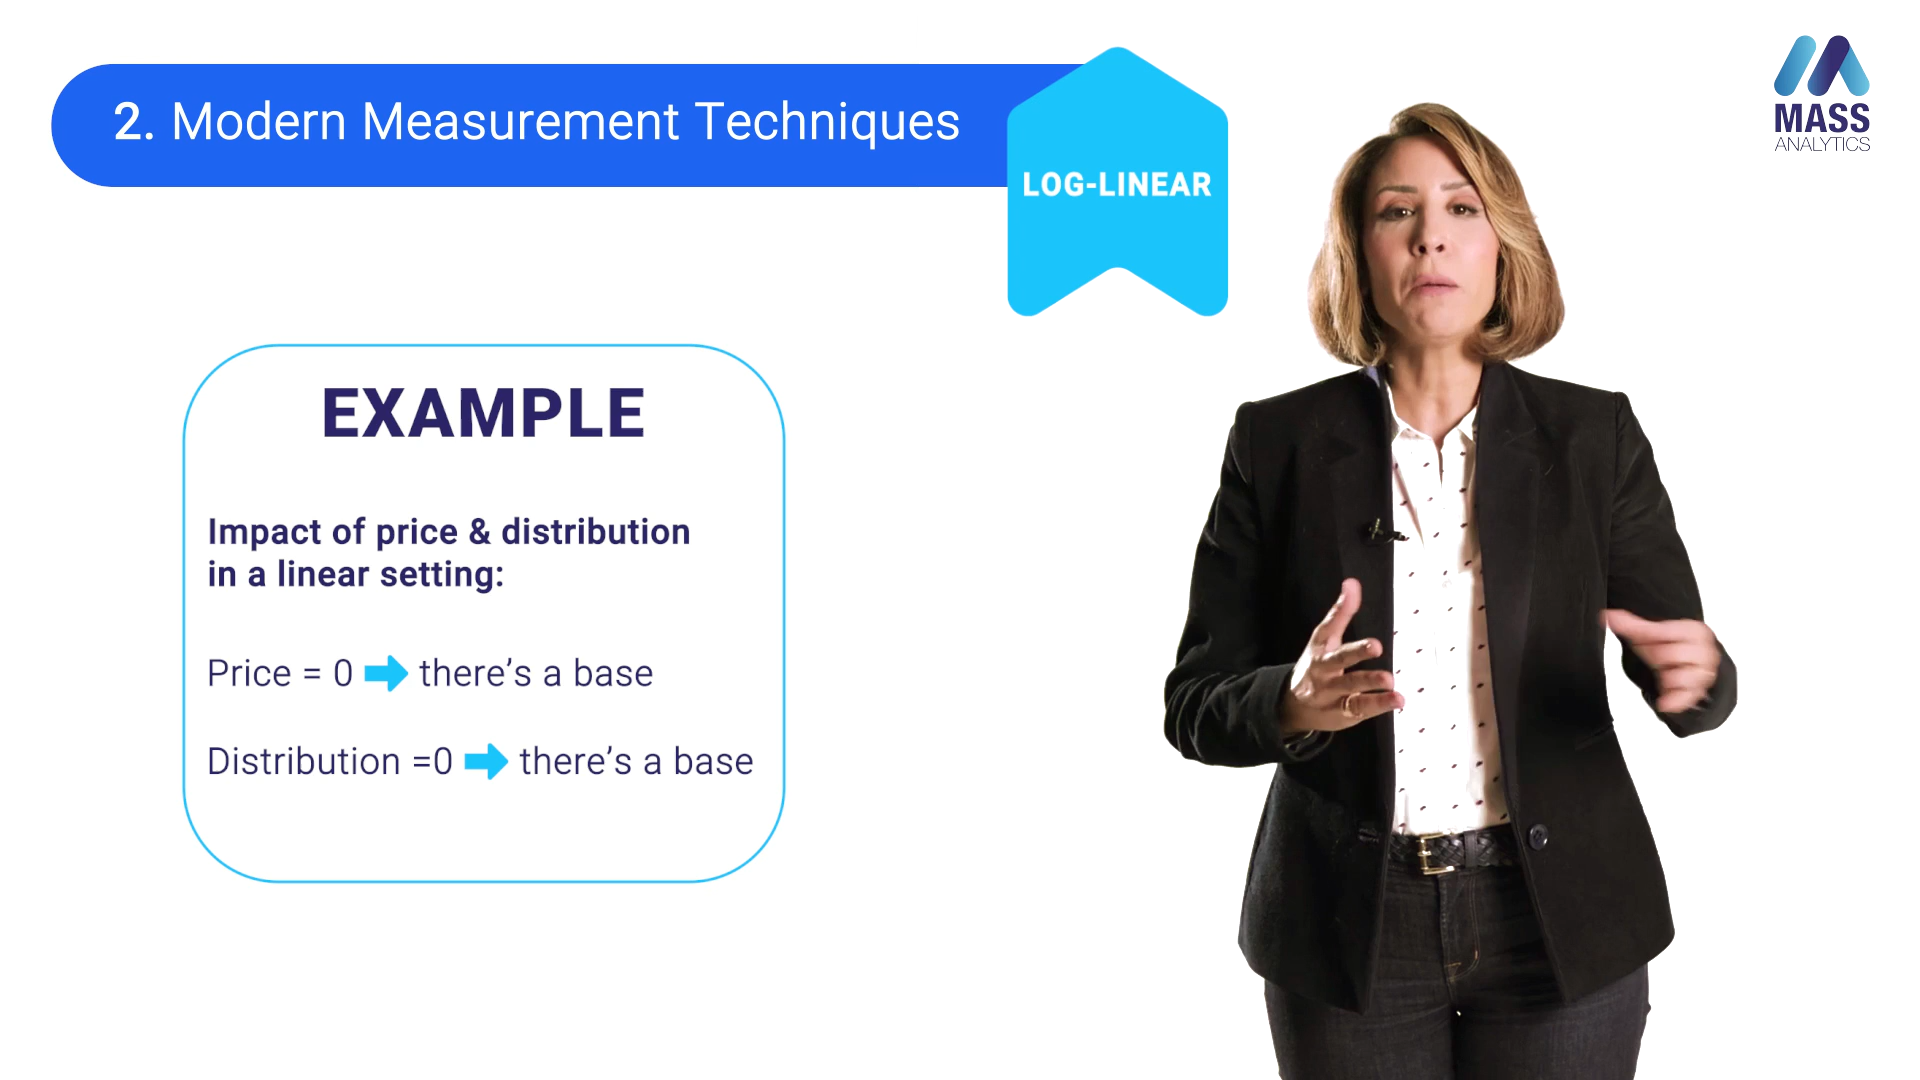 2. Modern Measurement Techniques
LOG-LINEAR
MASS
ANALYTICS
EXAMPLE
Impact of price & distribution
in a linear setting:
Price = 0 there's a base
Distribution =0 there's a base